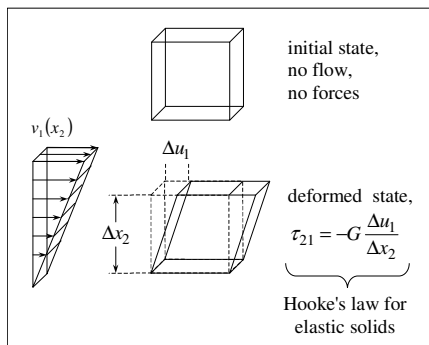 initial state,
no flow,
no forces
v₁(x₂)
Δu₁
Δx₂
deformed state,
τ₂₁ = −G Δu₁/Δx₂
Hooke's law for
elastic solids